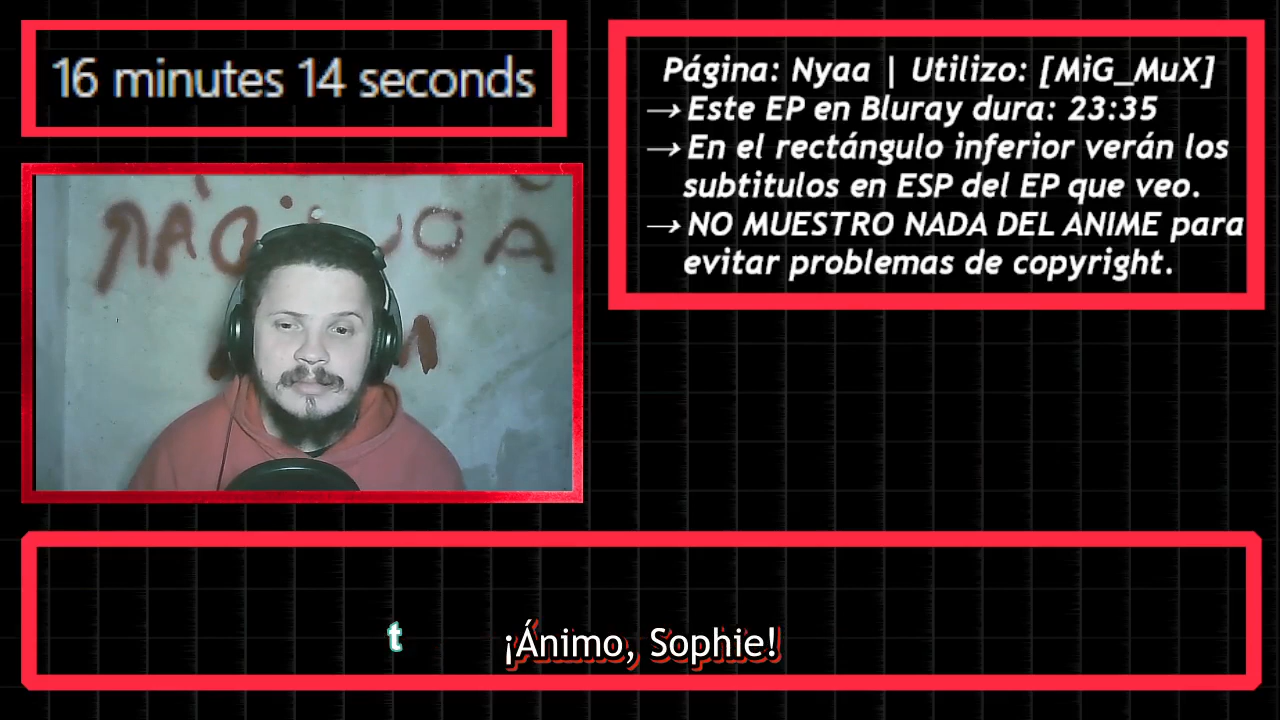 16 minutes 14 seconds
Página: Nyaa | Utilizo: [MiG_MuX]
→ Este EP en Bluray dura: 23:35
→ En el rectángulo inferior verán los
subtitulos en ESP del EP que veo.
→ NO MUESTRO NADA DEL ANIME para
evitar problemas de copyright.
t
¡Ánimo, Sophie!